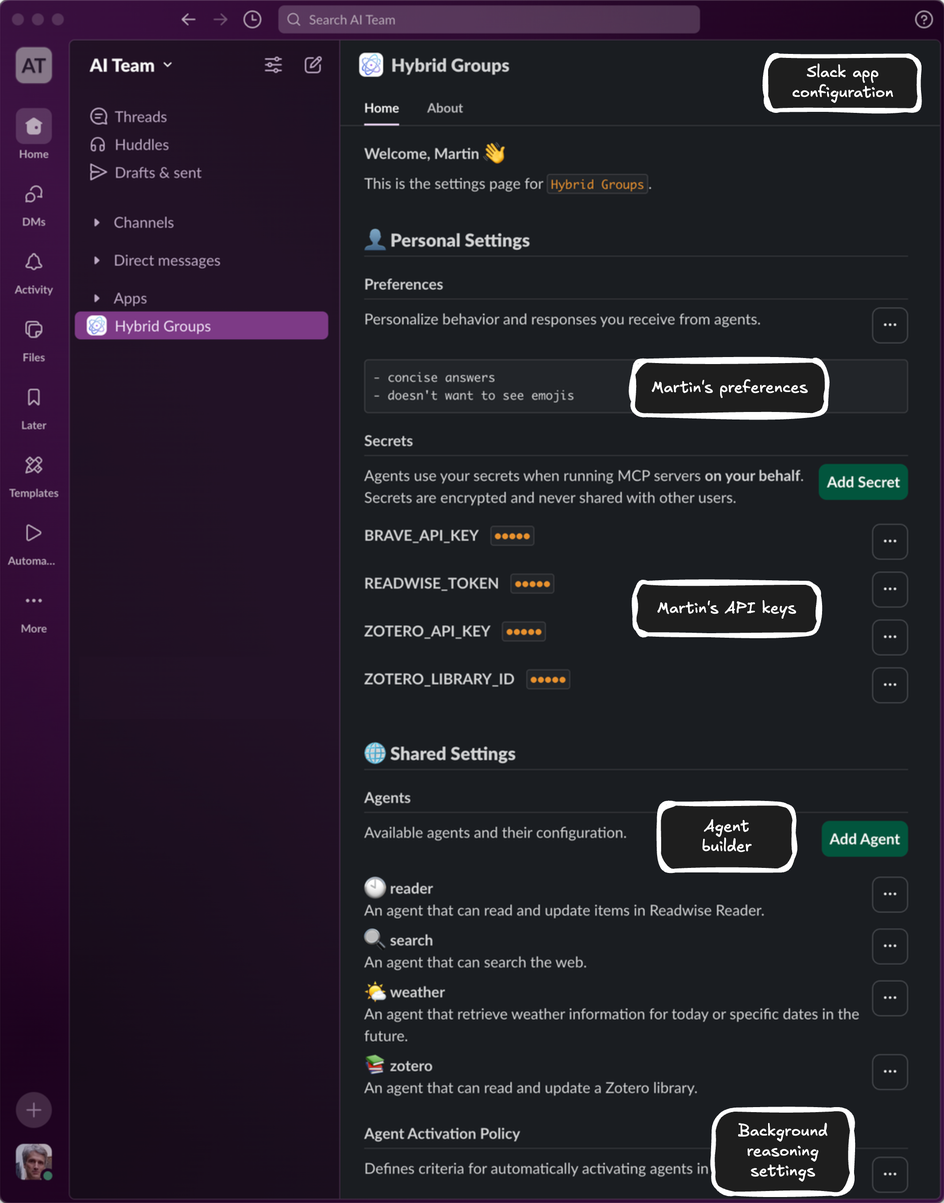 Search AI Team
AT
Home
DMs
Activity
Files
Later
Templates
Automa...
More
AI Team
Threads
Huddles
Drafts & sent
Channels
Direct messages
Apps
Hybrid Groups
Hybrid Groups
Slack app
configuration
Home
About
Welcome, Martin 👋
This is the settings page for Hybrid Groups.
👤 Personal Settings
Preferences
Personalize behavior and responses you receive from agents.
- concise answers
- doesn't want to see emojis
Martin's preferences
Secrets
Agents use your secrets when running MCP servers on your behalf.
Secrets are encrypted and never shared with other users.
Add Secret
BRAVE_API_KEY •••••
READWISE_TOKEN •••••
ZOTERO_API_KEY •••••
ZOTERO_LIBRARY_ID •••••
Martin's API keys
🌐 Shared Settings
Agents
Available agents and their configuration.
Agent
builder
Add Agent
🕙 reader
An agent that can read and update items in Readwise Reader.
🔍 search
An agent that can search the web.
🌤 weather
An agent that retrieve weather information for today or specific dates in the
future.
📚 zotero
An agent that can read and update a Zotero library.
Agent Activation Policy
Defines criteria for automatically activating agents in
Background
reasoning
settings